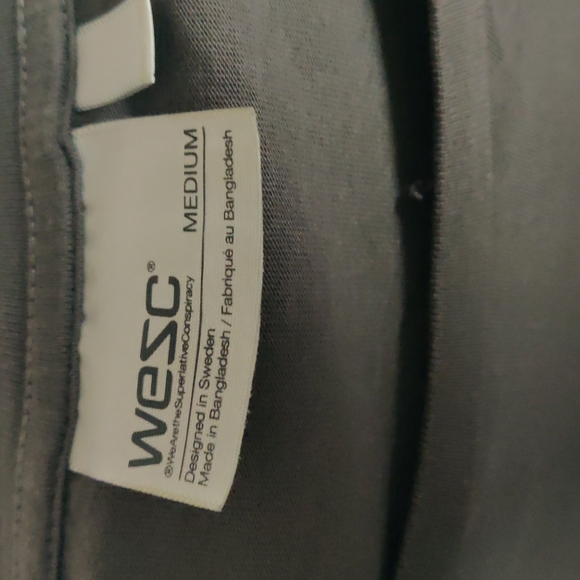 wesc®
®WeAretheSuperlativeConspiracy
MEDIUM
Designed in Sweden
Made in Bangladesh / Fabriqué au Bangladesh